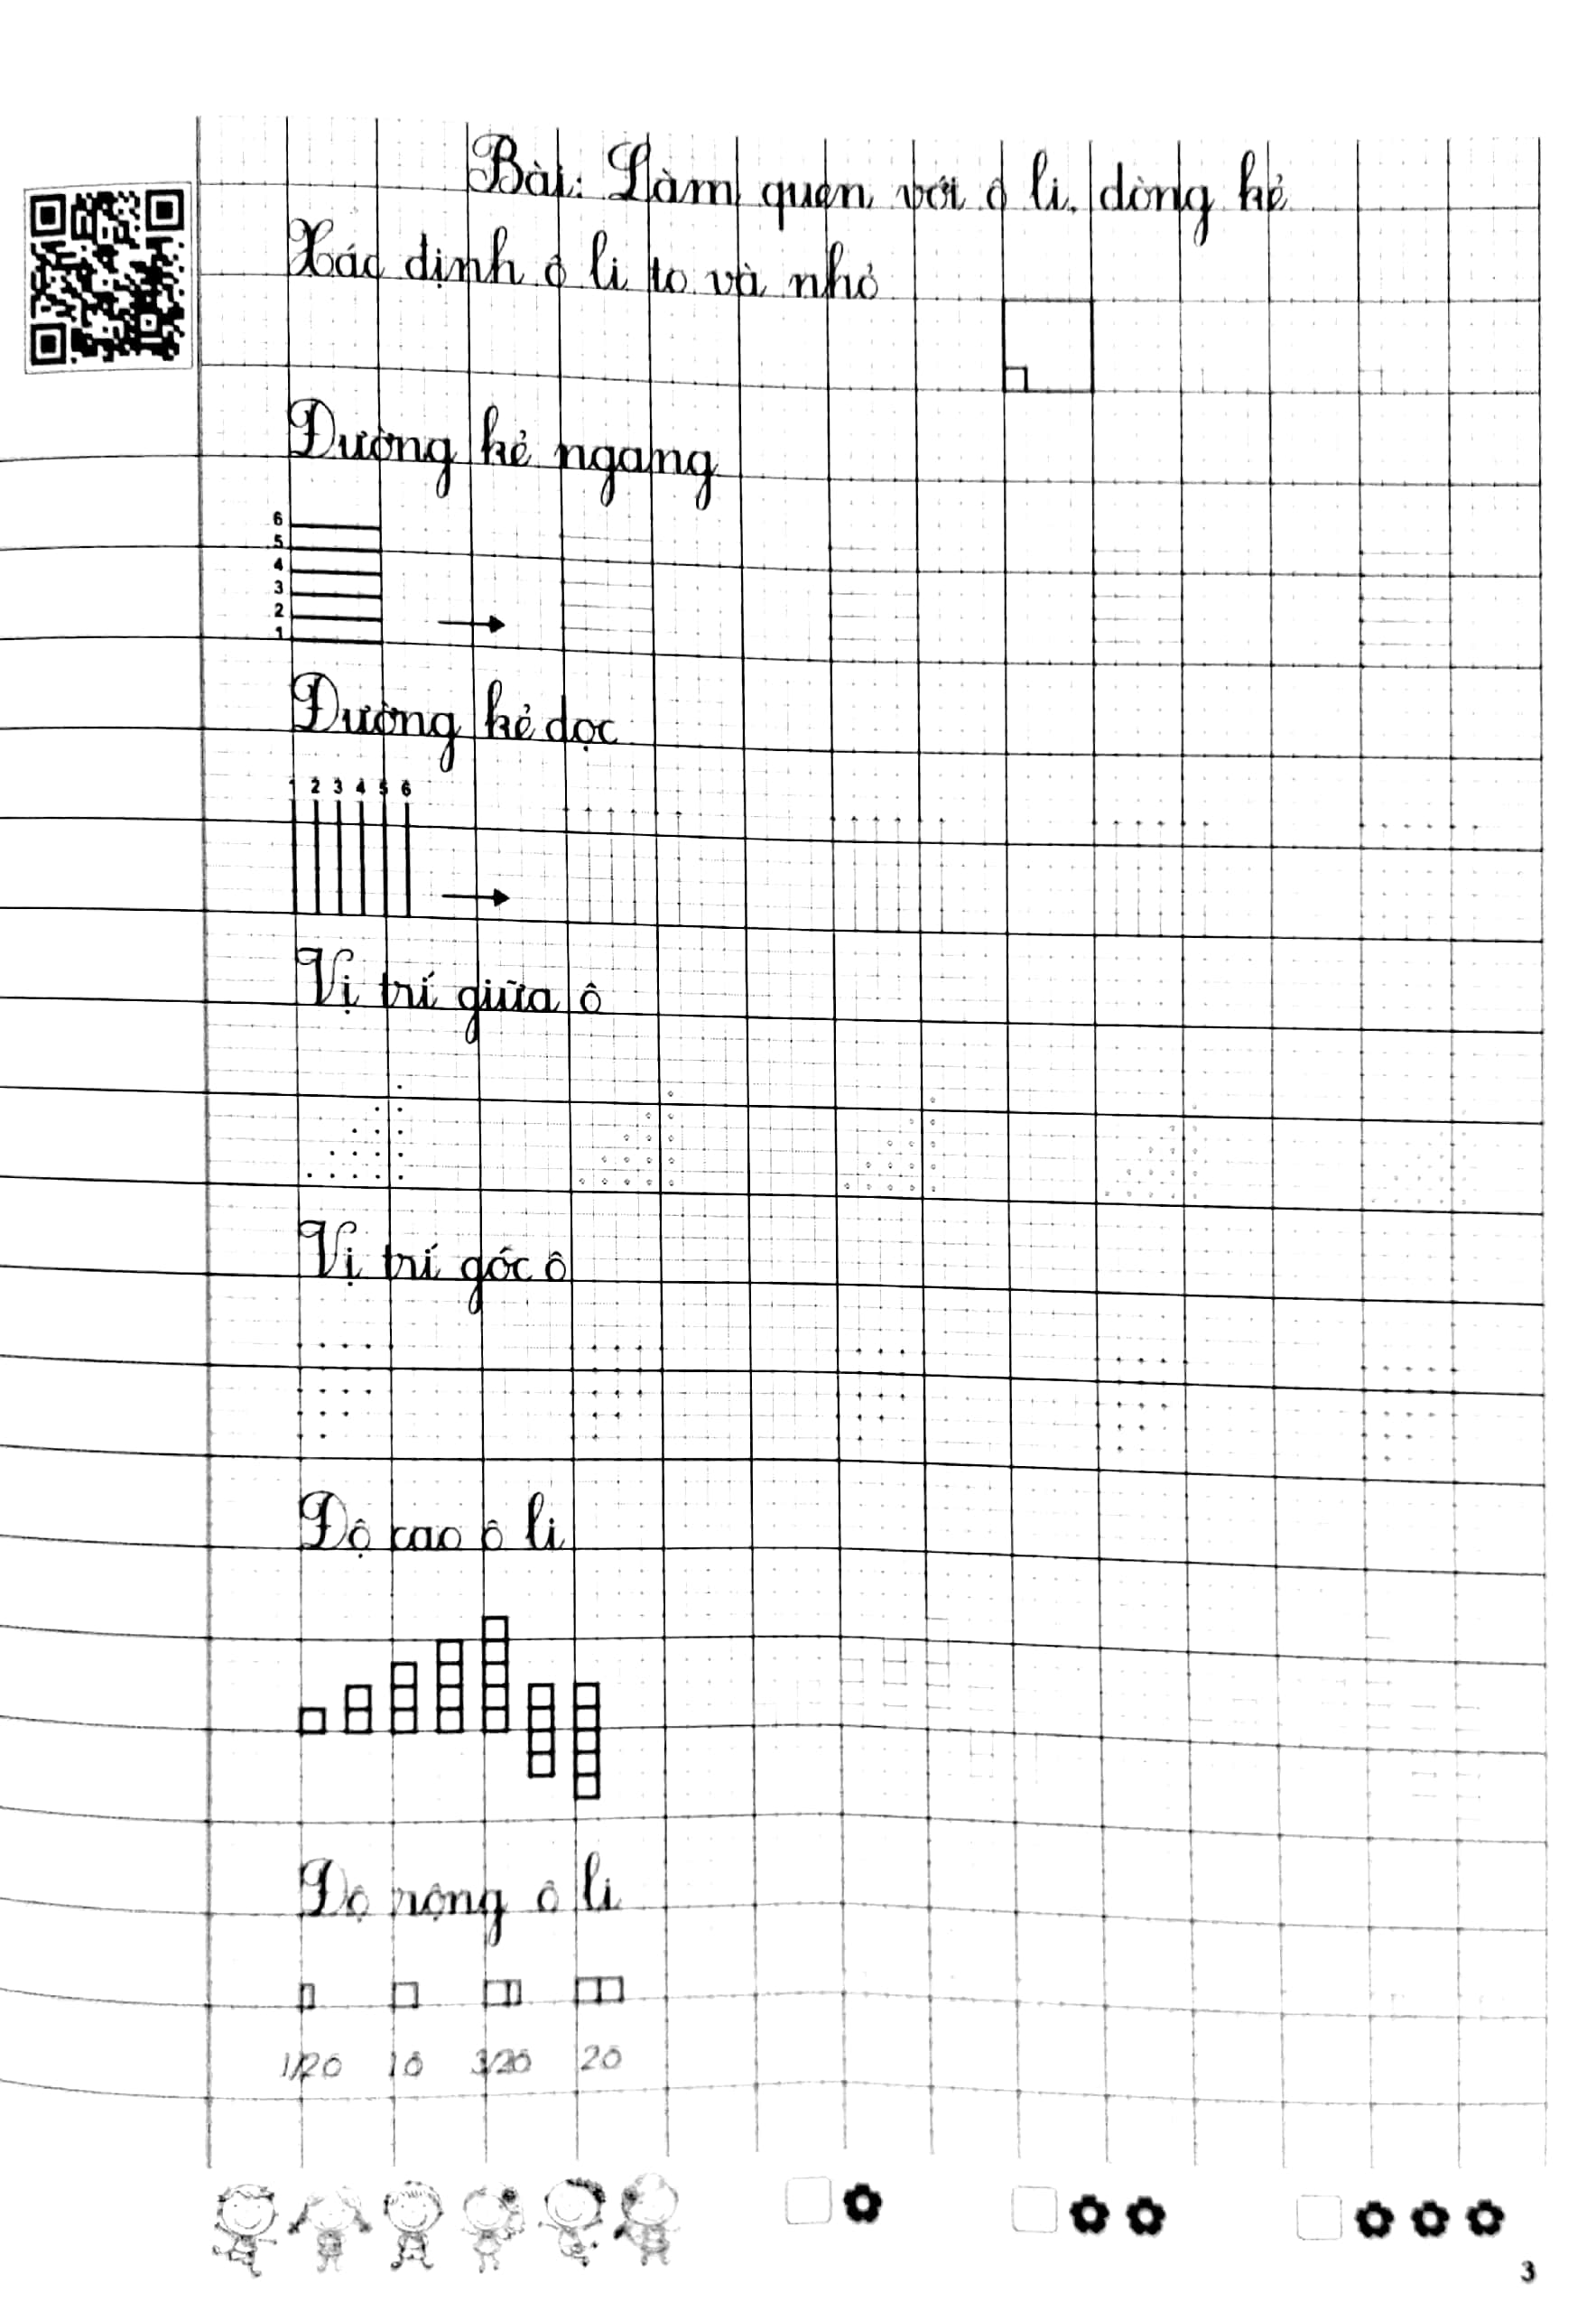 Bài: Làm quen với ô li, dòng kẻ
Xác định ô li to và nhỏ
Đường kẻ ngang
6
5
4
3
2
1
Đường kẻ dọc
1 2 3 4 5 6
Vị trí giữa ô
Vị trí góc ô
Độ cao ô li
Độ rộng ô li
1/2ô 1ô 3/2ô 2ô
3